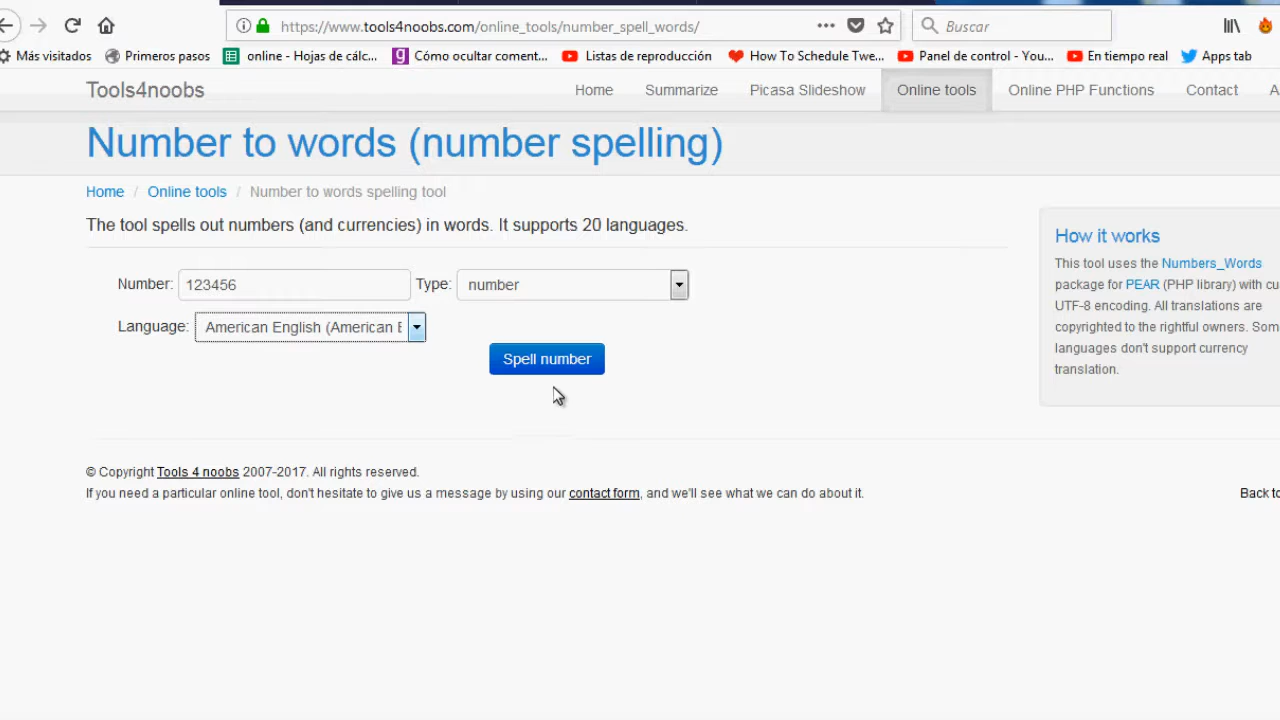 https://www.tools4noobs.com/online_tools/number_spell_words/
Buscar
Más visitados Primeros pasos online - Hojas de cálc... Cómo ocultar coment... Listas de reproducción How To Schedule Twe... Panel de control - You... En tiempo real Apps tab
Tools4noobs Home Summarize Picasa Slideshow Online tools Online PHP Functions Contact A
Number to words (number spelling)
Home / Online tools / Number to words spelling tool
The tool spells out numbers (and currencies) in words. It supports 20 languages.
Number: 123456 Type: number
Language: American English (American E
Spell number
How it works
This tool uses the Numbers_Words
package for PEAR (PHP library) with cu
UTF-8 encoding. All translations are
copyrighted to the rightful owners. Som
languages don't support currency
translation.
© Copyright Tools 4 noobs 2007-2017. All rights reserved.
If you need a particular online tool, don't hesitate to give us a message by using our contact form, and we'll see what we can do about it.
Back to